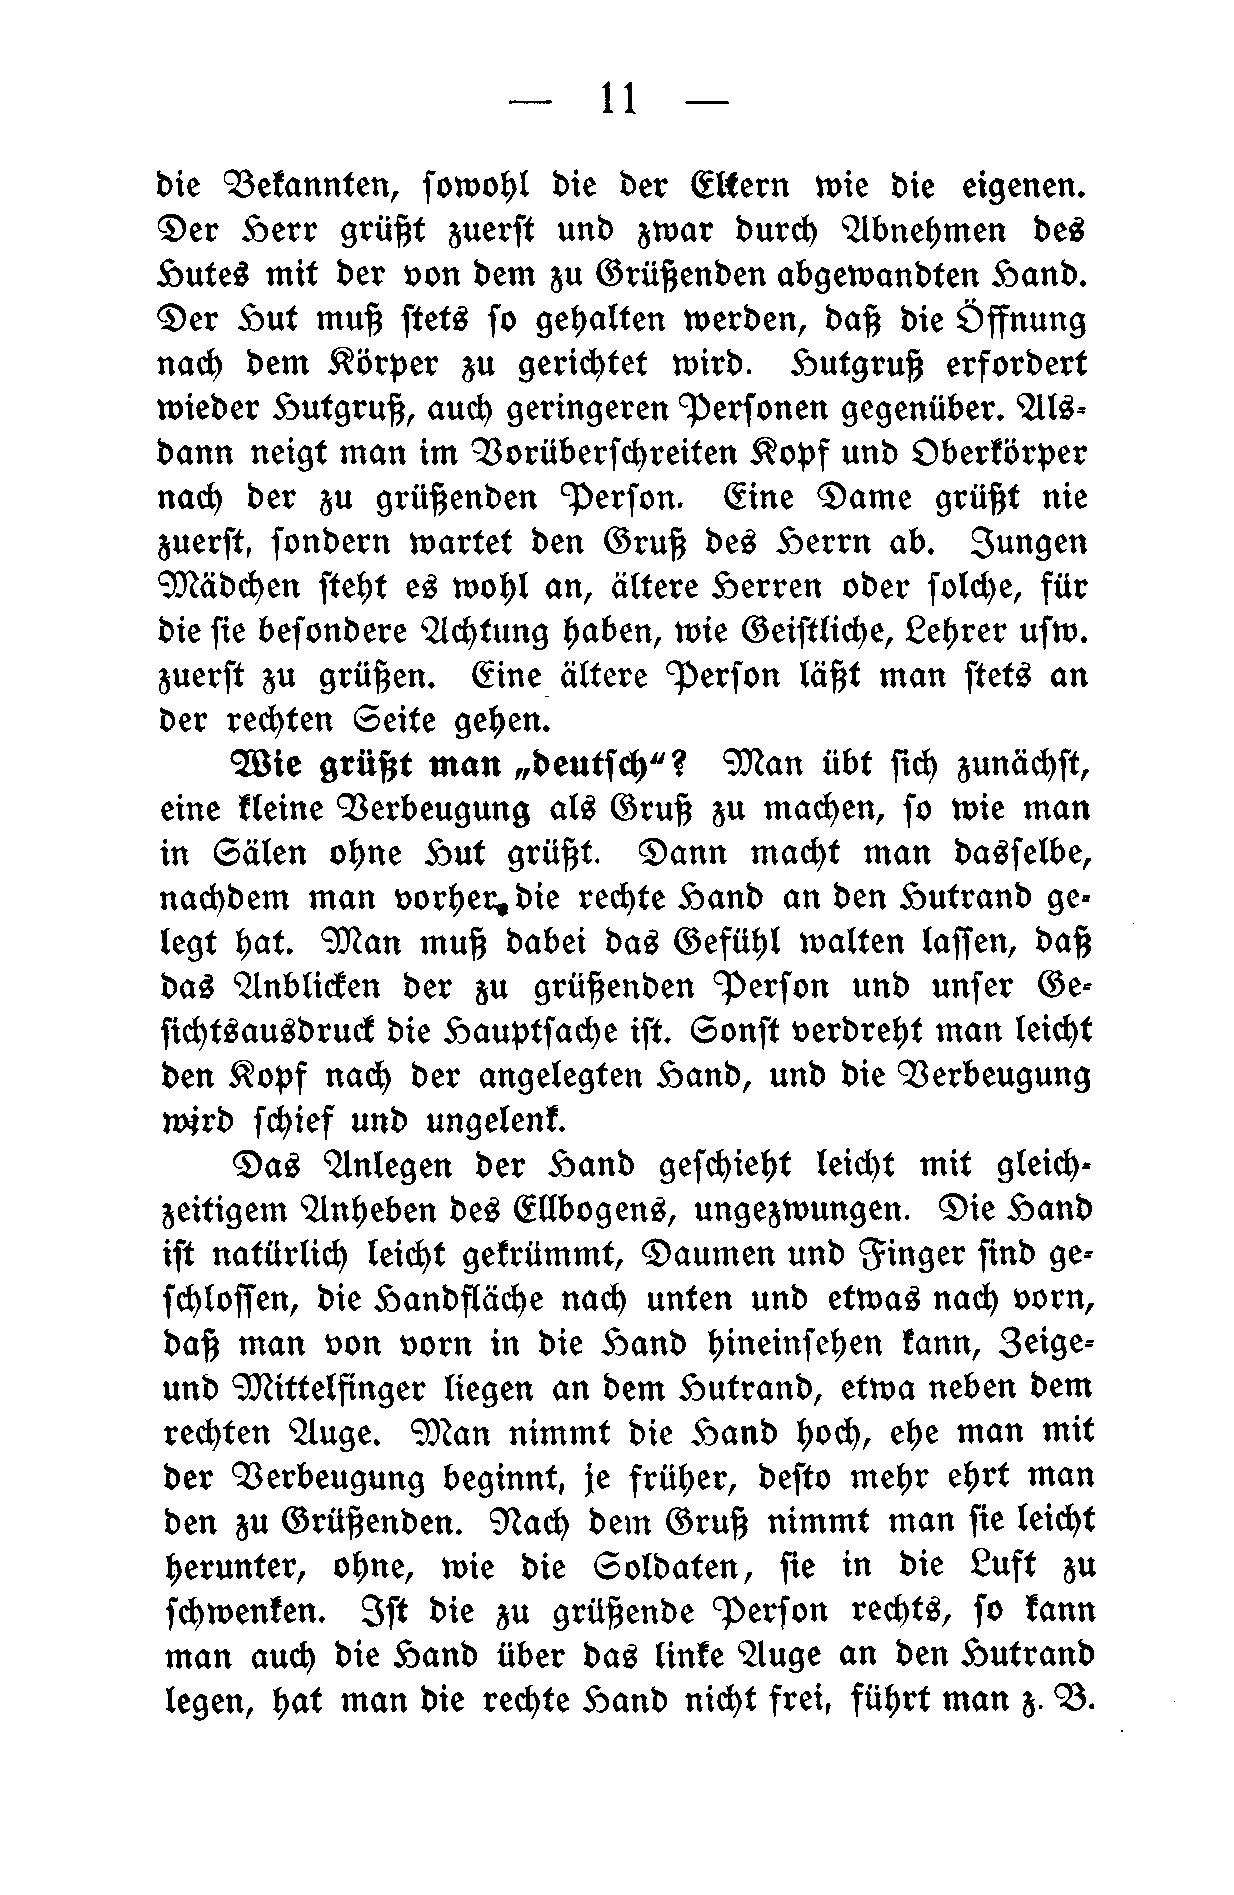 — 11 —
die Bekannten, sowohl die der Eltern wie die eigenen.
Der Herr grüßt zuerst und zwar durch Abnehmen des
Hutes mit der von dem zu Grüßenden abgewandten Hand.
Der Hut muß stets so gehalten werden, daß die Öffnung
nach dem Körper zu gerichtet wird. Hutgruß erfordert
wieder Hutgruß, auch geringeren Personen gegenüber. Als-
dann neigt man im Vorüberschreiten Kopf und Oberkörper
nach der zu grüßenden Person. Eine Dame grüßt nie
zuerst, sondern wartet den Gruß des Herrn ab. Jungen
Mädchen steht es wohl an, ältere Herren oder solche, für
die sie besondere Achtung haben, wie Geistliche, Lehrer usw.
zuerst zu grüßen. Eine ältere Person läßt man stets an
der rechten Seite gehen.
Wie grüßt man „deutsch“? Man übt sich zunächst,
eine kleine Verbeugung als Gruß zu machen, so wie man
in Sälen ohne Hut grüßt. Dann macht man dasselbe,
nachdem man vorher die rechte Hand an den Hutrand ge-
legt hat. Man muß dabei das Gefühl walten lassen, daß
das Anblicken der zu grüßenden Person und unser Ge-
sichtsausdruck die Hauptsache ist. Sonst verdreht man leicht
den Kopf nach der angelegten Hand, und die Verbeugung
wird schief und ungelenk.
Das Anlegen der Hand geschieht leicht mit gleich-
zeitigem Anheben des Ellbogens, ungezwungen. Die Hand
ist natürlich leicht gekrümmt, Daumen und Finger sind ge-
schlossen, die Handfläche nach unten und etwas nach vorn,
daß man von vorn in die Hand hineinsehen kann, Zeige-
und Mittelfinger liegen an dem Hutrand, etwa neben dem
rechten Auge. Man nimmt die Hand hoch, ehe man mit
der Verbeugung beginnt, je früher, desto mehr ehrt man
den zu Grüßenden. Nach dem Gruß nimmt man sie leicht
herunter, ohne, wie die Soldaten, sie in die Luft zu
schwenken. Ist die zu grüßende Person rechts, so kann
man auch die Hand über das linke Auge an den Hutrand
legen, hat man die rechte Hand nicht frei, führt man z. B.